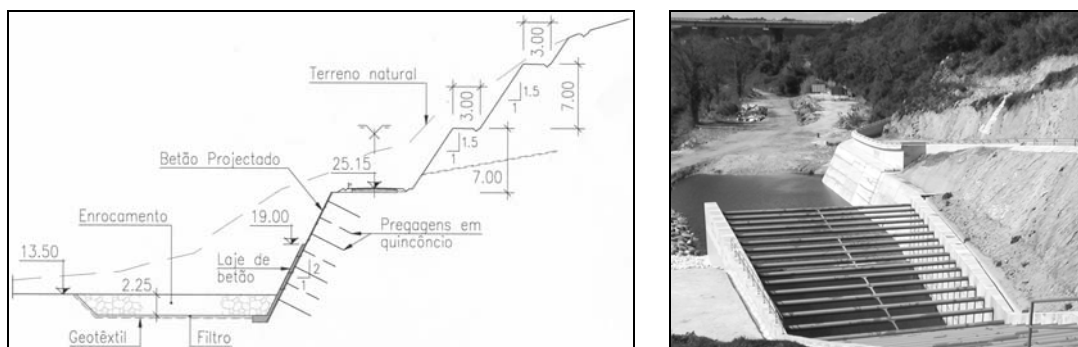 3.00
1.5
1
7.00
Terreno natural
3.00
1.5
1
7.00
Betão Projectado
25.15
Enrocamento
19.00
Pregagens em
quincôncio
13.50
2.25
Laje de
betão
2
1
Geotêxtil
Filtro